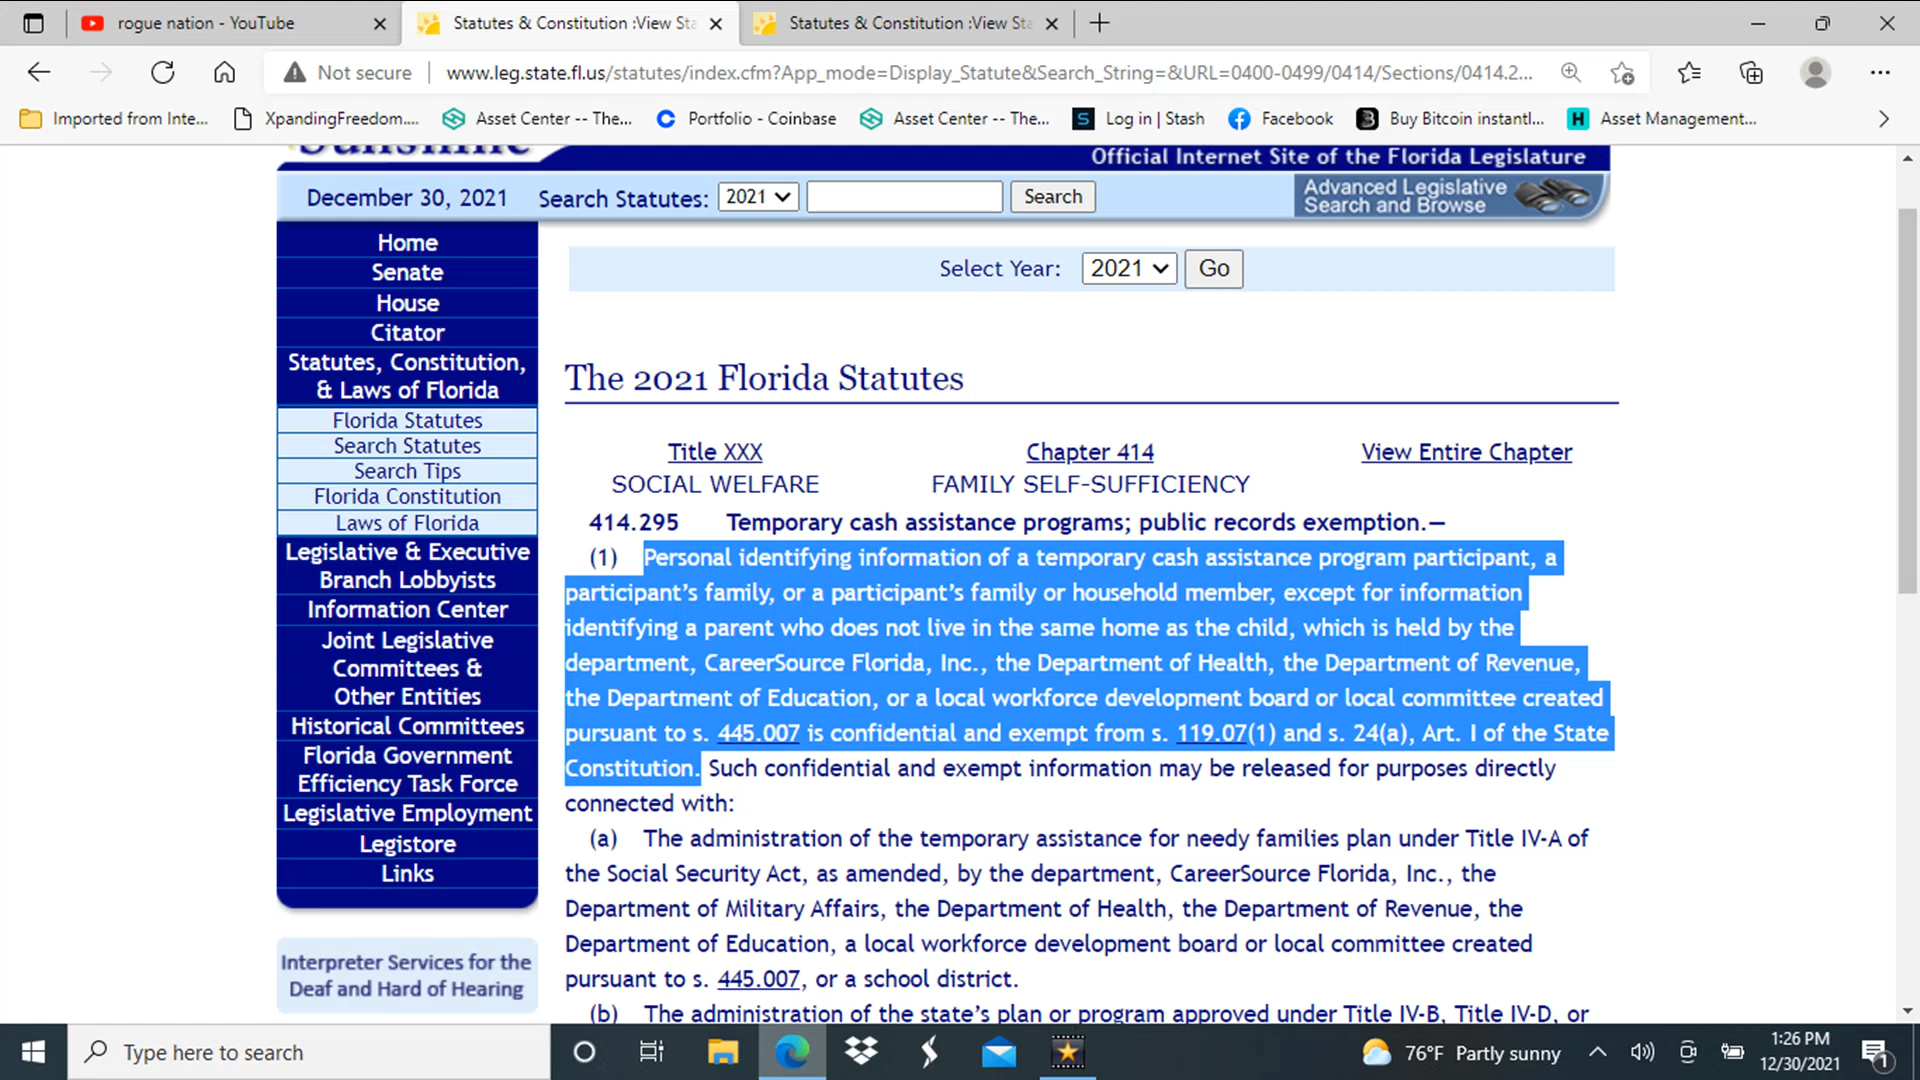 rogue nation - YouTube
Statutes & Constitution :View Sta
Statutes & Constitution :View Sta
Not secure
www.leg.state.fl.us/statutes/index.cfm?App_mode=Display_Statute&Search_String=&URL=0400-0499/0414/Sections/0414.2...
Imported from Inte...
XpandingFreedom....
Asset Center -- The...
Portfolio - Coinbase
Asset Center -- The...
S
Log in | Stash
Facebook
Buy Bitcoin instantl...
H
Asset Management...
Sunshine
Official Internet Site of the Florida Legislature
December 30, 2021
Search Statutes:
2021
Search
Advanced Legislative
Search and Browse
Home
Senate
House
Citator
Statutes, Constitution,
& Laws of Florida
Florida Statutes
Search Statutes
Search Tips
Florida Constitution
Laws of Florida
Legislative & Executive
Branch Lobbyists
Information Center
Joint Legislative
Committees &
Other Entities
Historical Committees
Florida Government
Efficiency Task Force
Legislative Employment
Legistore
Links
Interpreter Services for the
Deaf and Hard of Hearing
Select Year: 2021 Go
The 2021 Florida Statutes
Title XXX Chapter 414 View Entire Chapter
SOCIAL WELFARE FAMILY SELF-SUFFICIENCY
414.295 Temporary cash assistance programs; public records exemption.—
(1) Personal identifying information of a temporary cash assistance program participant, a
participant’s family, or a participant’s family or household member, except for information
identifying a parent who does not live in the same home as the child, which is held by the
department, CareerSource Florida, Inc., the Department of Health, the Department of Revenue,
the Department of Education, or a local workforce development board or local committee created
pursuant to s. 445.007 is confidential and exempt from s. 119.07(1) and s. 24(a), Art. I of the State
Constitution. Such confidential and exempt information may be released for purposes directly
connected with:
(a) The administration of the temporary assistance for needy families plan under Title IV-A of
the Social Security Act, as amended, by the department, CareerSource Florida, Inc., the
Department of Military Affairs, the Department of Health, the Department of Revenue, the
Department of Education, a local workforce development board or local committee created
pursuant to s. 445.007, or a school district.
(b) The administration of the state’s plan or program approved under Title IV-B, Title IV-D, or
Type here to search
76°F Partly sunny
1:26 PM
12/30/2021
1